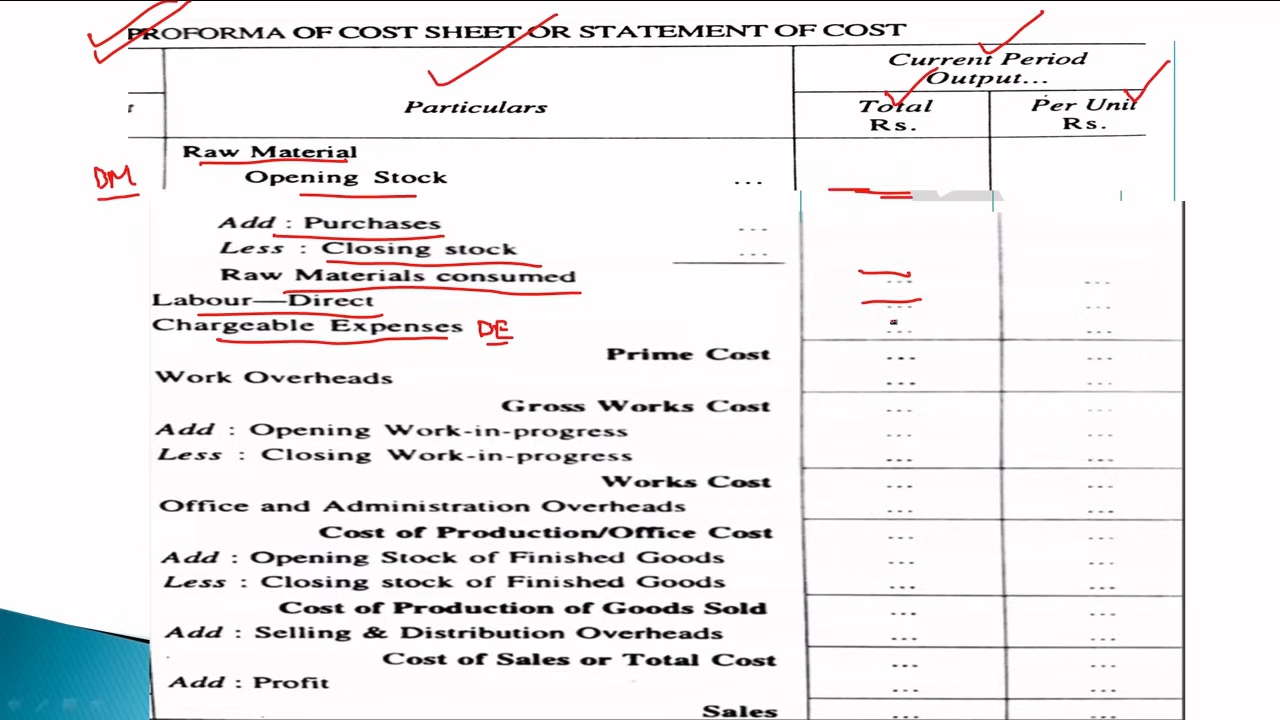 PROFORMA OF COST SHEET OR STATEMENT OF COST
Current Period
Output...
r Particulars Total Per Unit
Rs. Rs.
Raw Material
DM Opening Stock ...
Add : Purchases ...
Less : Closing stock ...
Raw Materials consumed ... ...
Labour—Direct ... ...
Chargeable Expenses DE ... ...
Prime Cost ... ...
Work Overheads ... ...
Gross Works Cost ... ...
Add : Opening Work-in-progress ... ...
Less : Closing Work-in-progress ... ...
Works Cost ... ...
Office and Administration Overheads ... ...
Cost of Production/Office Cost ... ...
Add : Opening Stock of Finished Goods ... ...
Less : Closing stock of Finished Goods ... ...
Cost of Production of Goods Sold ... ...
Add : Selling & Distribution Overheads ... ...
Cost of Sales or Total Cost ... ...
Add : Profit ... ...
Sales ... ...